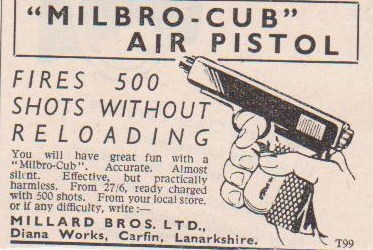 "MILBRO-CUB"
AIR PISTOL
FIRES 500
SHOTS WITHOUT
RELOADING
You will have great fun with a
"Milbro-Cub". Accurate. Almost
silent. Effective, but practically
harmless. From 27/6, ready charged
with 500 shots. From your local store,
or if any difficulty, write :—
MILLARD BROS. LTD.,
Diana Works, Carfin, Lanarkshire.
T99